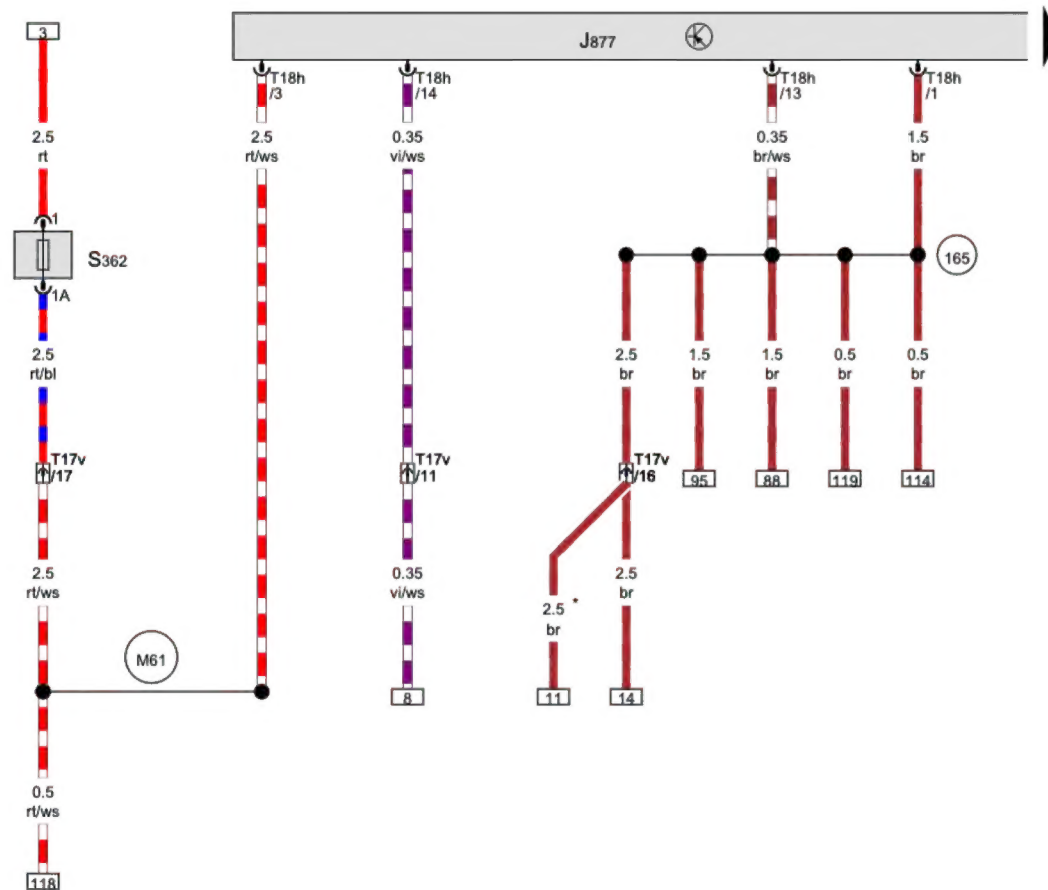 3
J877
T18h
/3
T18h
/14
T18h
/13
T18h
/1
2.5
rt
2.5
rt/ws
0.35
vi/ws
0.35
br/ws
1.5
br
1
S362
165
1A
2.5
rt/bl
2.5
br
1.5
br
1.5
br
0.5
br
0.5
br
T17v
/17
T17v
/11
T17v
/16
95
88
119
114
2.5
rt/ws
0.35
vi/ws
2.5 *
br
2.5
br
M61
8
11
14
0.5
rt/ws
118